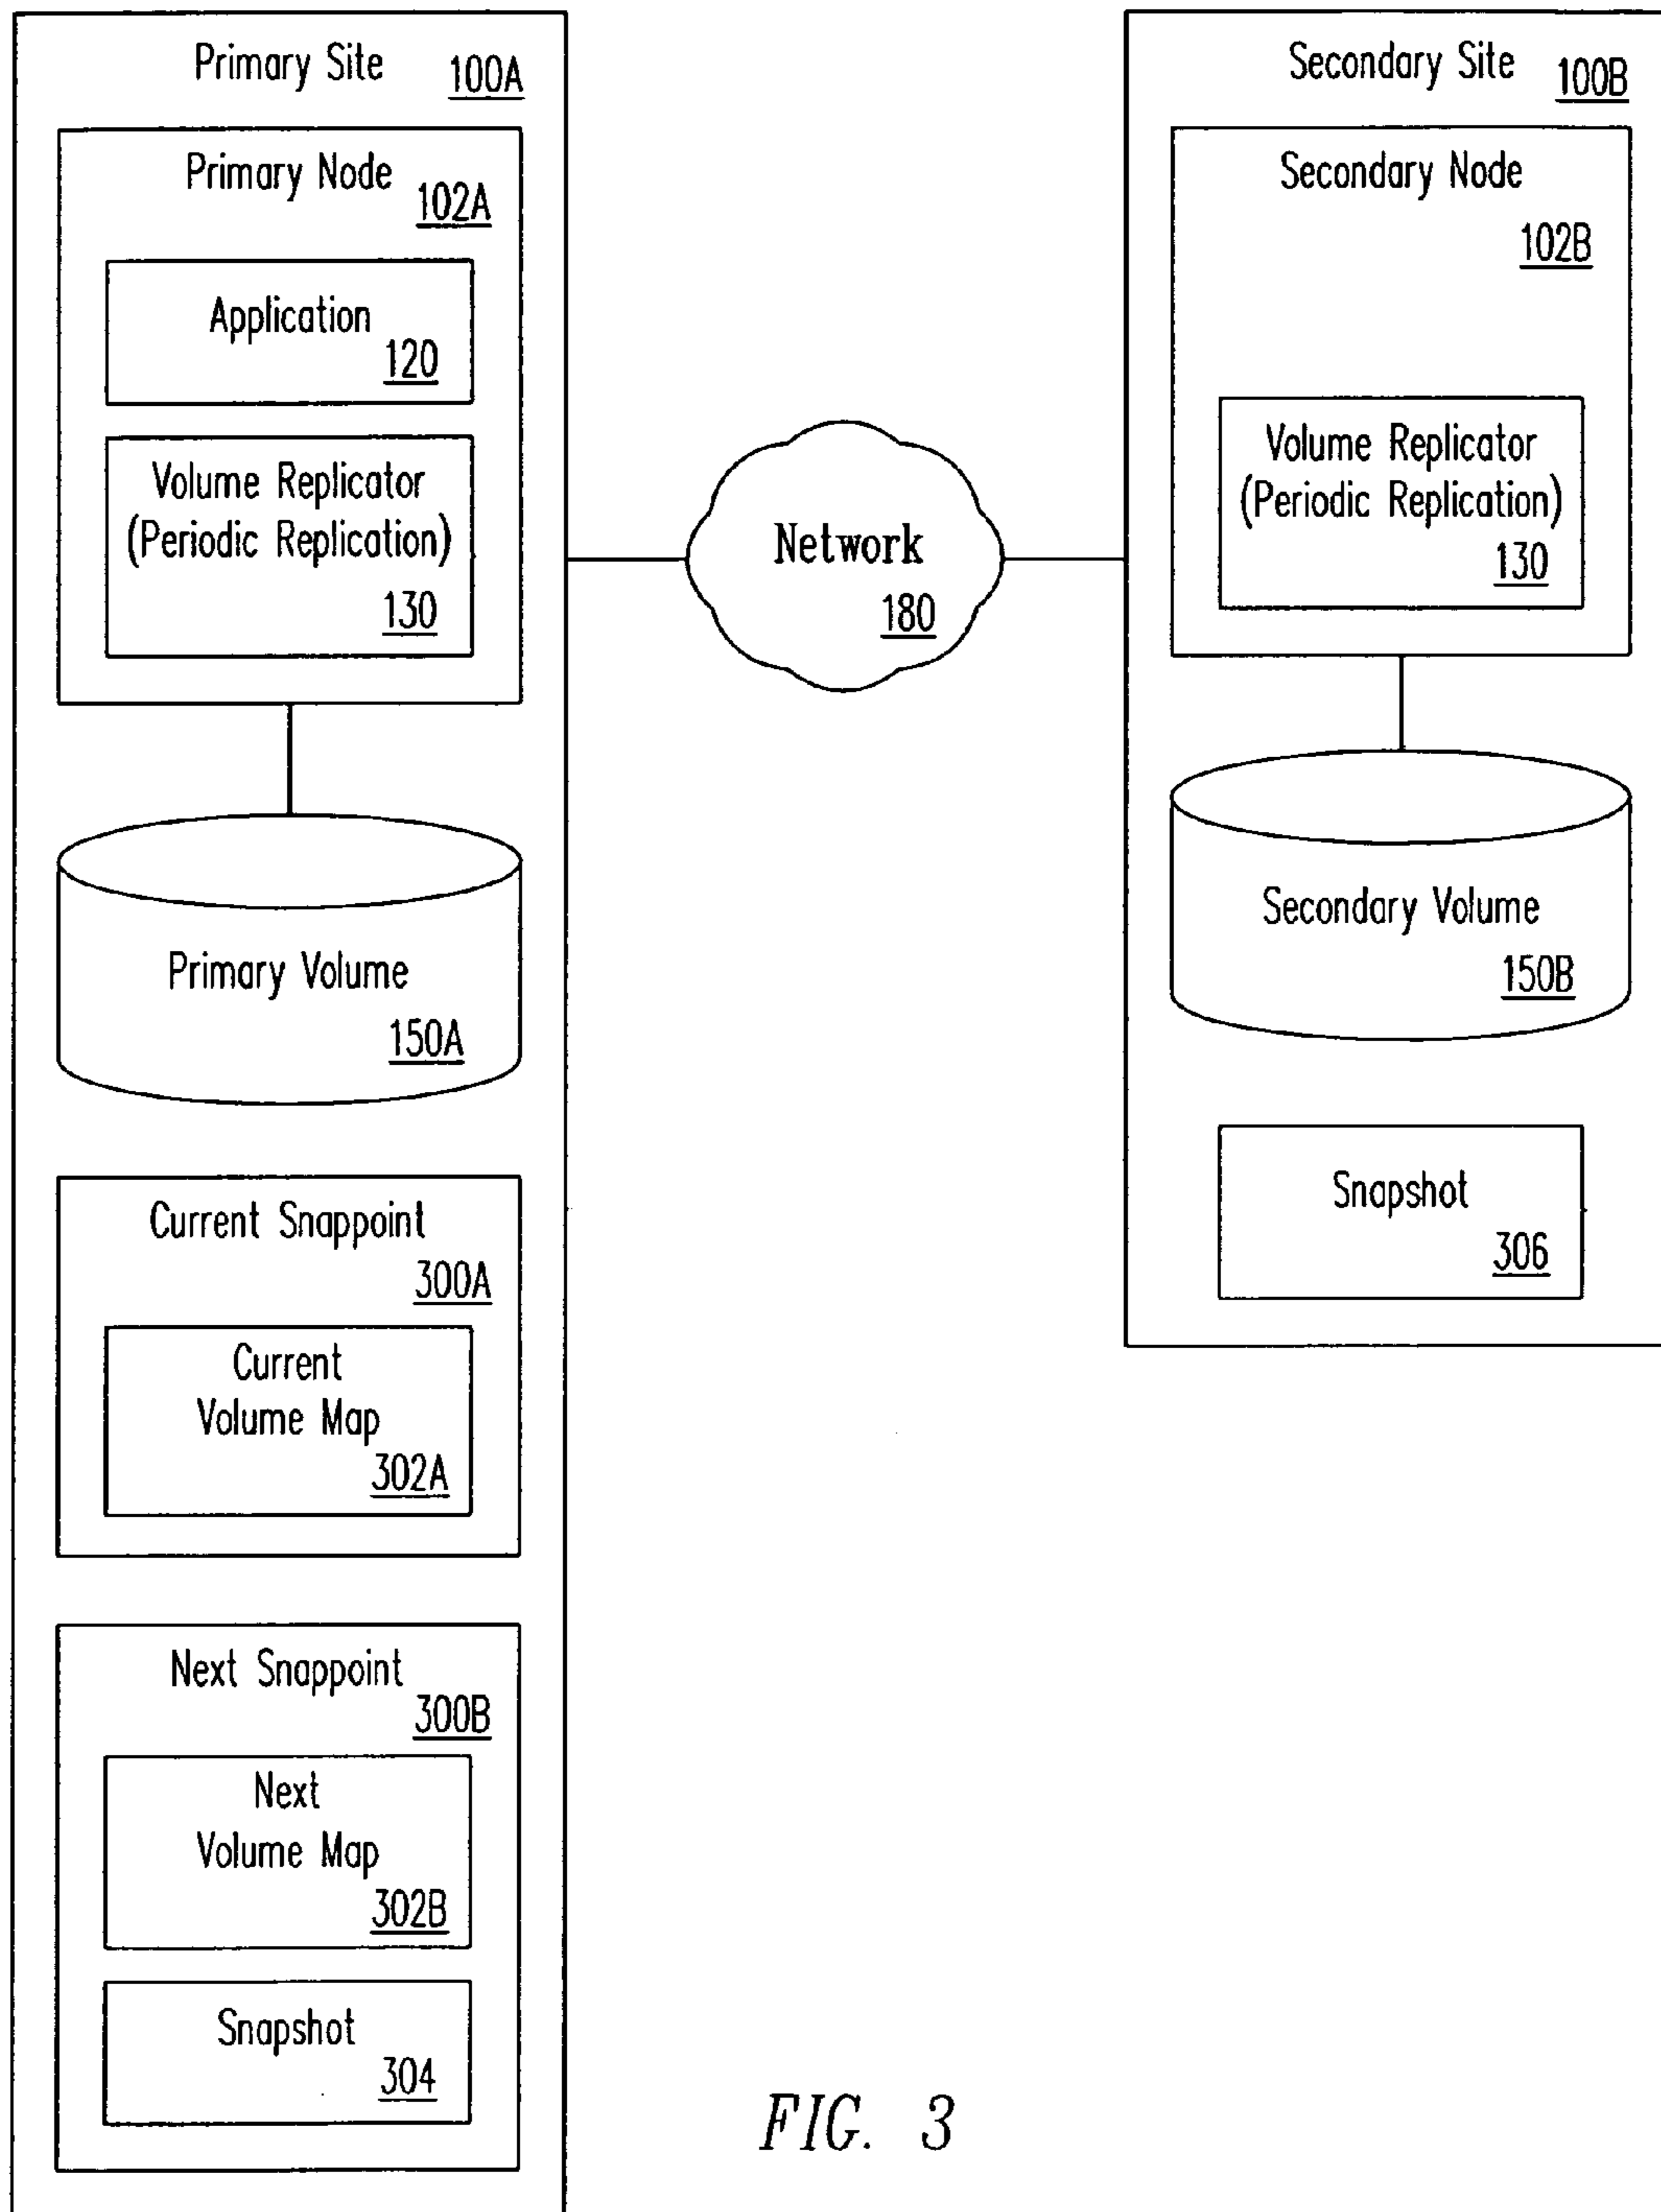 Primary Site
100A
Primary Node
102A
Application
120
Volume Replicator
(Periodic Replication)
130
Primary Volume
150A
Current Snappoint
300A
Current
Volume Map
302A
Next Snappoint
300B
Next
Volume Map
302B
Snapshot
304
Network
180
Secondary Site
100B
Secondary Node
102B
Volume Replicator
(Periodic Replication)
130
Secondary Volume
150B
Snapshot
306
FIG. 3